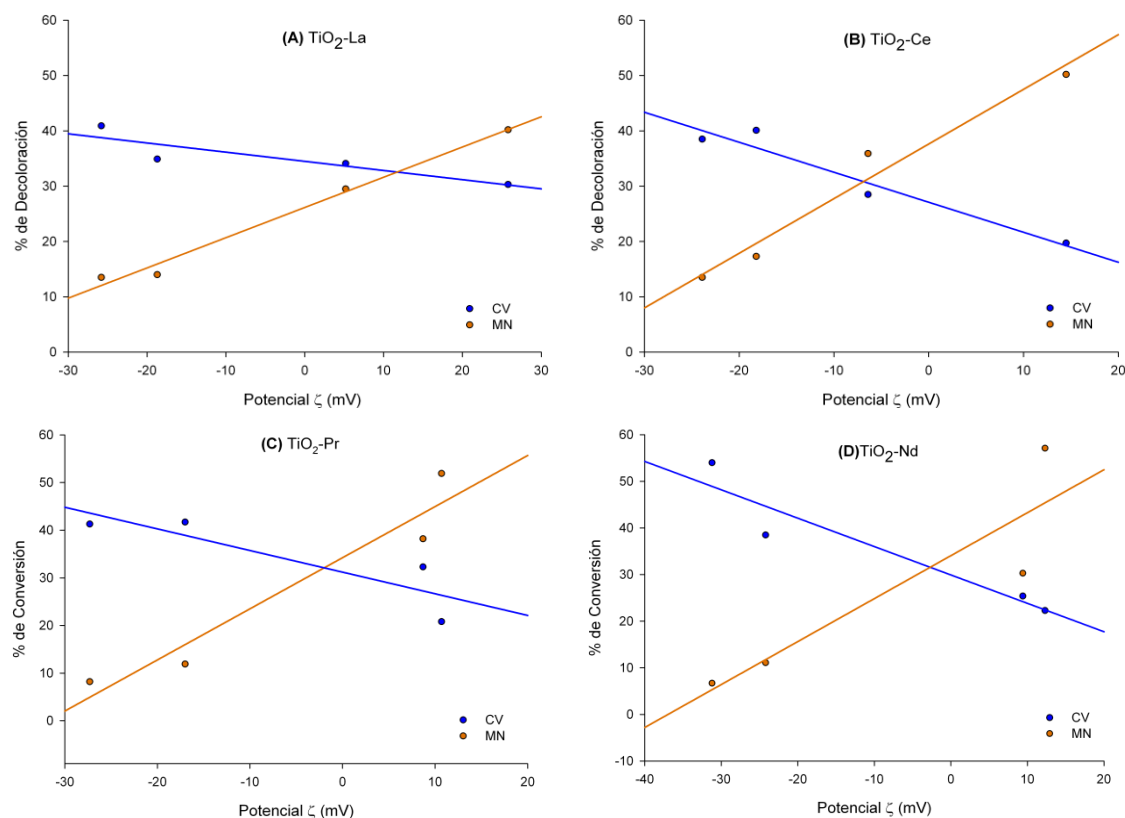 (A) TiO2-La
60
50
40
30
20
10
0
% de Decoloración
-30
-20
-10
0
10
20
30
Potencial ζ (mV)
CV
MN
(B) TiO2-Ce
60
50
40
30
20
10
0
% de Decoloración
-30
-20
-10
0
10
20
Potencial ζ (mV)
CV
MN
(C) TiO2-Pr
60
50
40
30
20
10
0
% de Conversión
-30
-20
-10
0
10
20
Potencial ζ (mV)
CV
MN
(D)TiO2-Nd
60
50
40
30
20
10
0
-10
% de Conversión
-40
-30
-20
-10
0
10
20
Potencial ζ (mV)
CV
MN